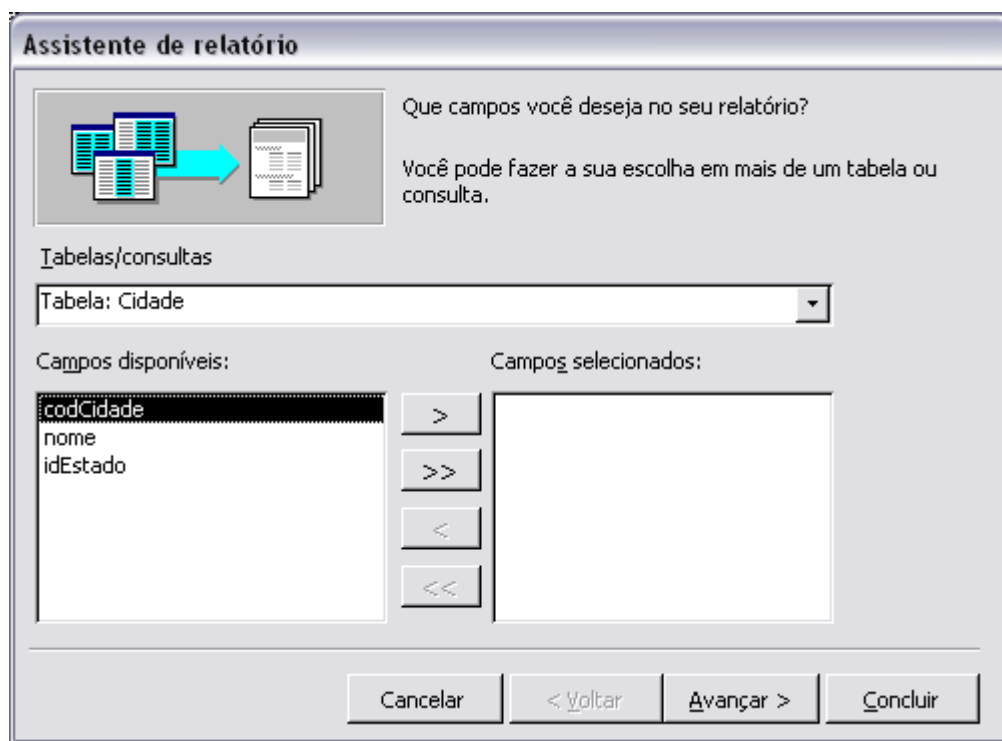 Assistente de relatório
Que campos você deseja no seu relatório?
Você pode fazer a sua escolha em mais de um tabela ou
consulta.
Tabelas/consultas
Tabela: Cidade
Campos disponíveis:
Campos selecionados:
codCidade
nome
idEstado
>
>>
<
<<
Cancelar
< Voltar
Avançar >
Concluir